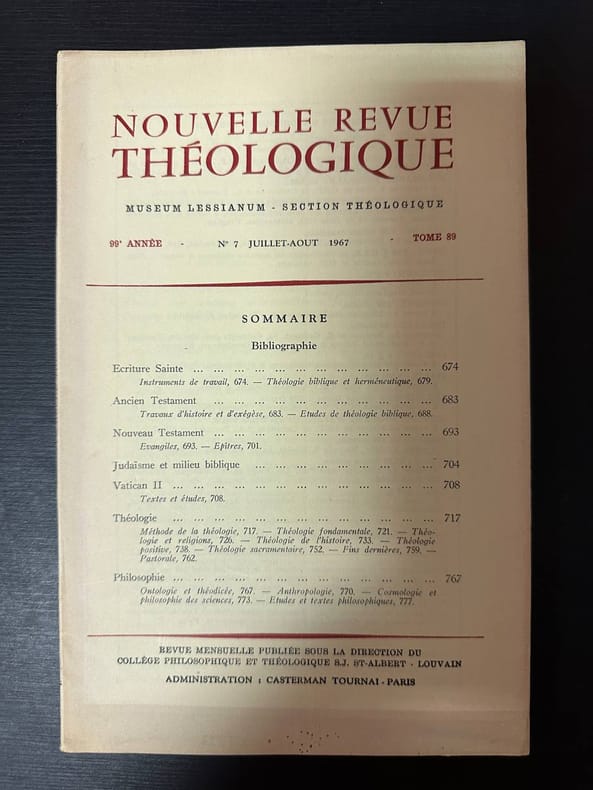 NOUVELLE REVUE
THÉOLOGIQUE
MUSEUM LESSIANUM - SECTION THÉOLOGIQUE
99e ANNÉE - N° 7 JUILLET-AOUT 1967 - TOME 89
SOMMAIRE
Bibliographie
Ecriture Sainte ... ... ... ... ... ... ... ... ... ... ... ... 674
Instruments de travail, 674. — Théologie biblique et herméneutique, 679.
Ancien Testament ... ... ... ... ... ... ... ... ... ... ... 683
Travaux d'histoire et d'exégèse, 683. — Etudes de théologie biblique, 688.
Nouveau Testament ... ... ... ... ... ... ... ... ... ... ... 693
Evangiles, 693. — Epîtres, 701.
Judaïsme et milieu biblique ... ... ... ... ... ... ... ... ... 704
Vatican II ... ... ... ... ... ... ... ... ... ... ... ... ... 708
Textes et études, 708.
Théologie ... ... ... ... ... ... ... ... ... ... ... ... ... 717
Méthode de la théologie, 717. — Théologie fondamentale, 721. — Théo-
logie et religions, 726. — Théologie de l'histoire, 733. — Théologie
positive, 738. — Théologie sacramentaire, 752. — Fins dernières, 759. —
Pastorale, 762.
Philosophie ... ... ... ... ... ... ... ... ... ... ... ... ... 767
Ontologie et théodicée, 767. — Anthropologie, 770. — Cosmologie et
philosophie des sciences, 773. — Etudes et textes philosophiques, 777.
REVUE MENSUELLE PUBLIÉE SOUS LA DIRECTION DU
COLLÈGE PHILOSOPHIQUE ET THÉOLOGIQUE S.J. ST-ALBERT - LOUVAIN
ADMINISTRATION : CASTERMAN TOURNAI - PARIS